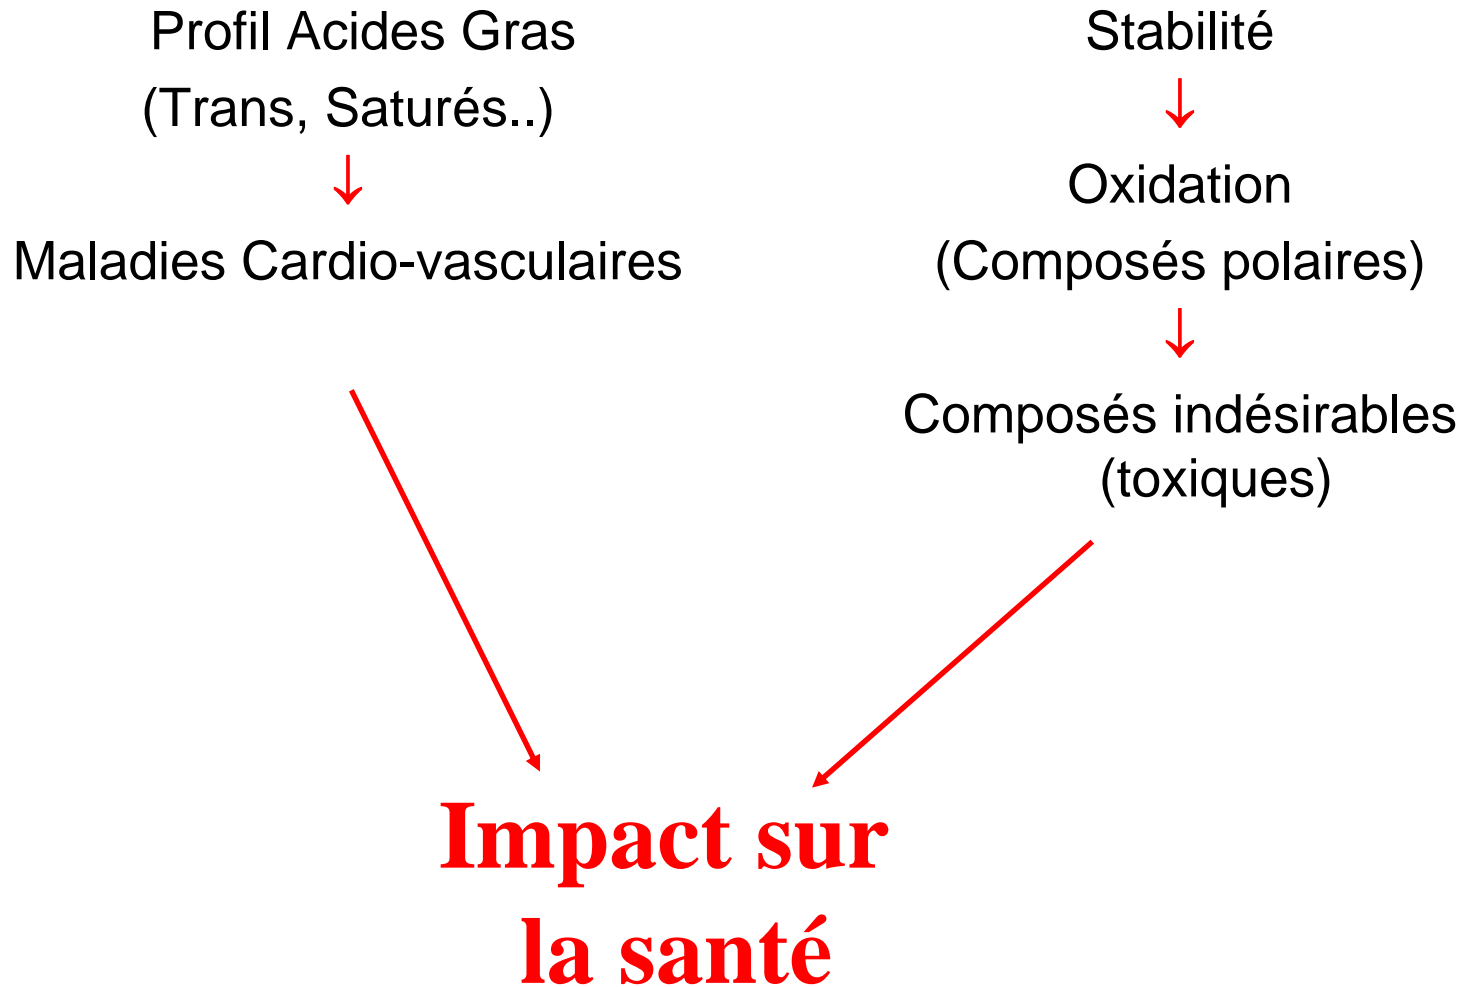 Profil Acides Gras
(Trans, Saturés..)
↓
Maladies Cardio-vasculaires
Stabilité
↓
Oxidation
(Composés polaires)
↓
Composés indésirables
(toxiques)
Impact sur
la santé